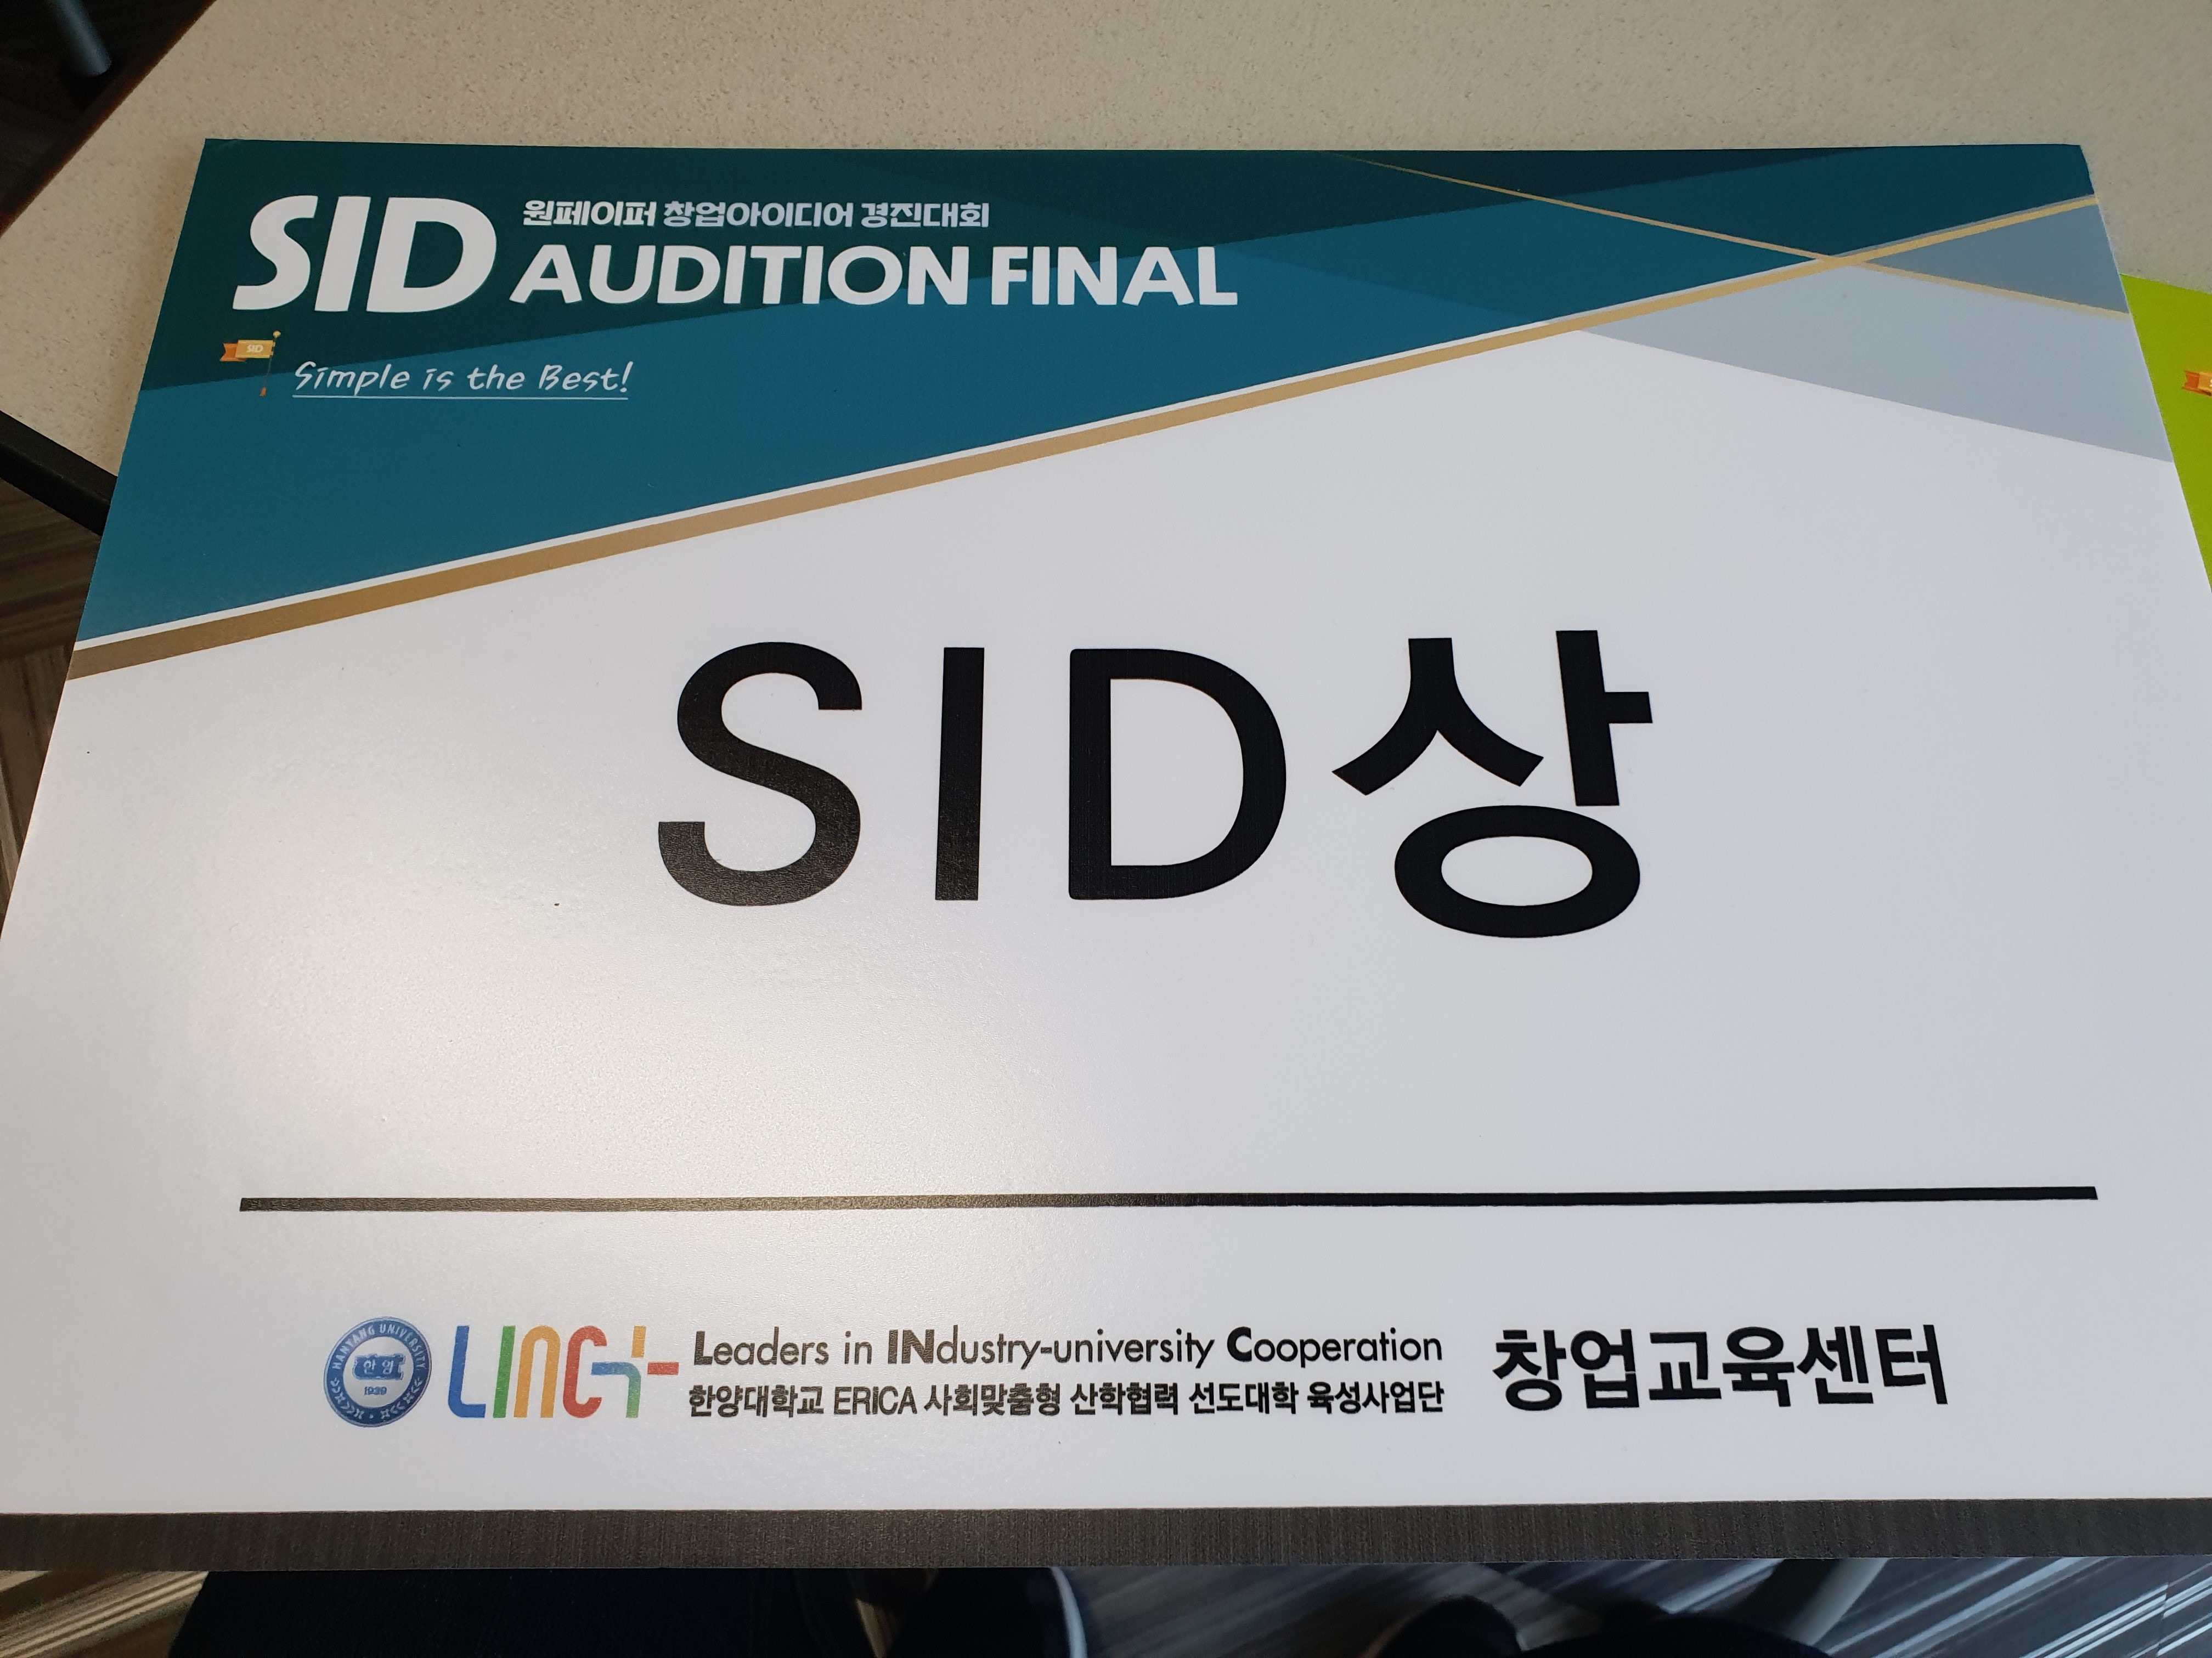 SID 원페이퍼 창업아이디어 경진대회
AUDITION FINAL
SID
Simple is the Best!
SID상
HANYANG UNIVERSITY
한양
1939
LINC+
Leaders in INdustry-university Cooperation
한양대학교 ERICA 사회맞춤형 산학협력 선도대학 육성사업단
창업교육센터